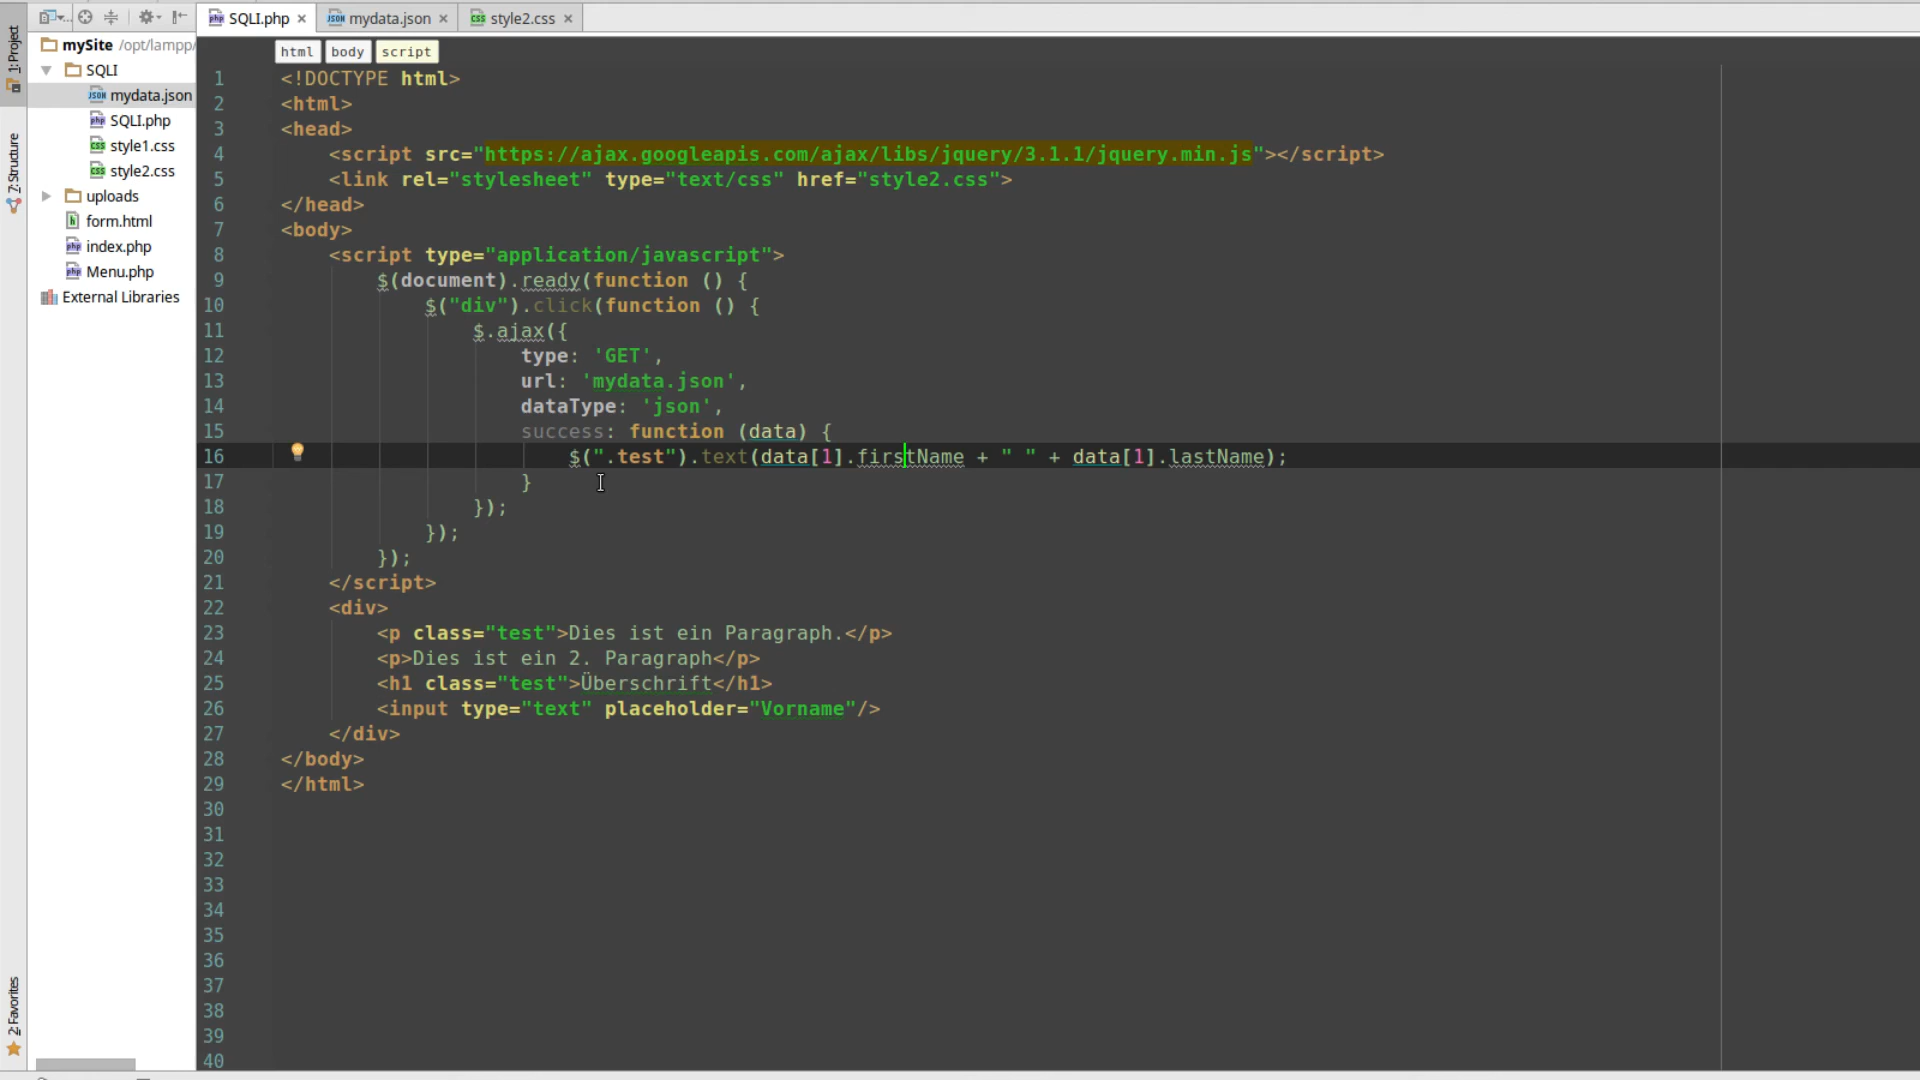 SQLI.php
mydata.json
style2.css
1: Project
7: Structure
2: Favorites
mySite /opt/lampp/
SQLI
mydata.json
SQLI.php
style1.css
style2.css
uploads
form.html
index.php
Menu.php
External Libraries
html body script
1 <!DOCTYPE html>
2 <html>
3 <head>
4 <script src="https://ajax.googleapis.com/ajax/libs/jquery/3.1.1/jquery.min.js"></script>
5 <link rel="stylesheet" type="text/css" href="style2.css">
6 </head>
7 <body>
8 <script type="application/javascript">
9 $(document).ready(function () {
10 $("div").click(function () {
11 $.ajax({
12 type: 'GET',
13 url: 'mydata.json',
14 dataType: 'json',
15 success: function (data) {
16 $(".test").text(data[1].firstName + " " + data[1].lastName);
17 }
18 });
19 });
20 });
21 </script>
22 <div>
23 <p class="test">Dies ist ein Paragraph.</p>
24 <p>Dies ist ein 2. Paragraph</p>
25 <h1 class="test">Überschrift</h1>
26 <input type="text" placeholder="Vorname"/>
27 </div>
28 </body>
29 </html>
30
31
32
33
34
35
36
37
38
39
40